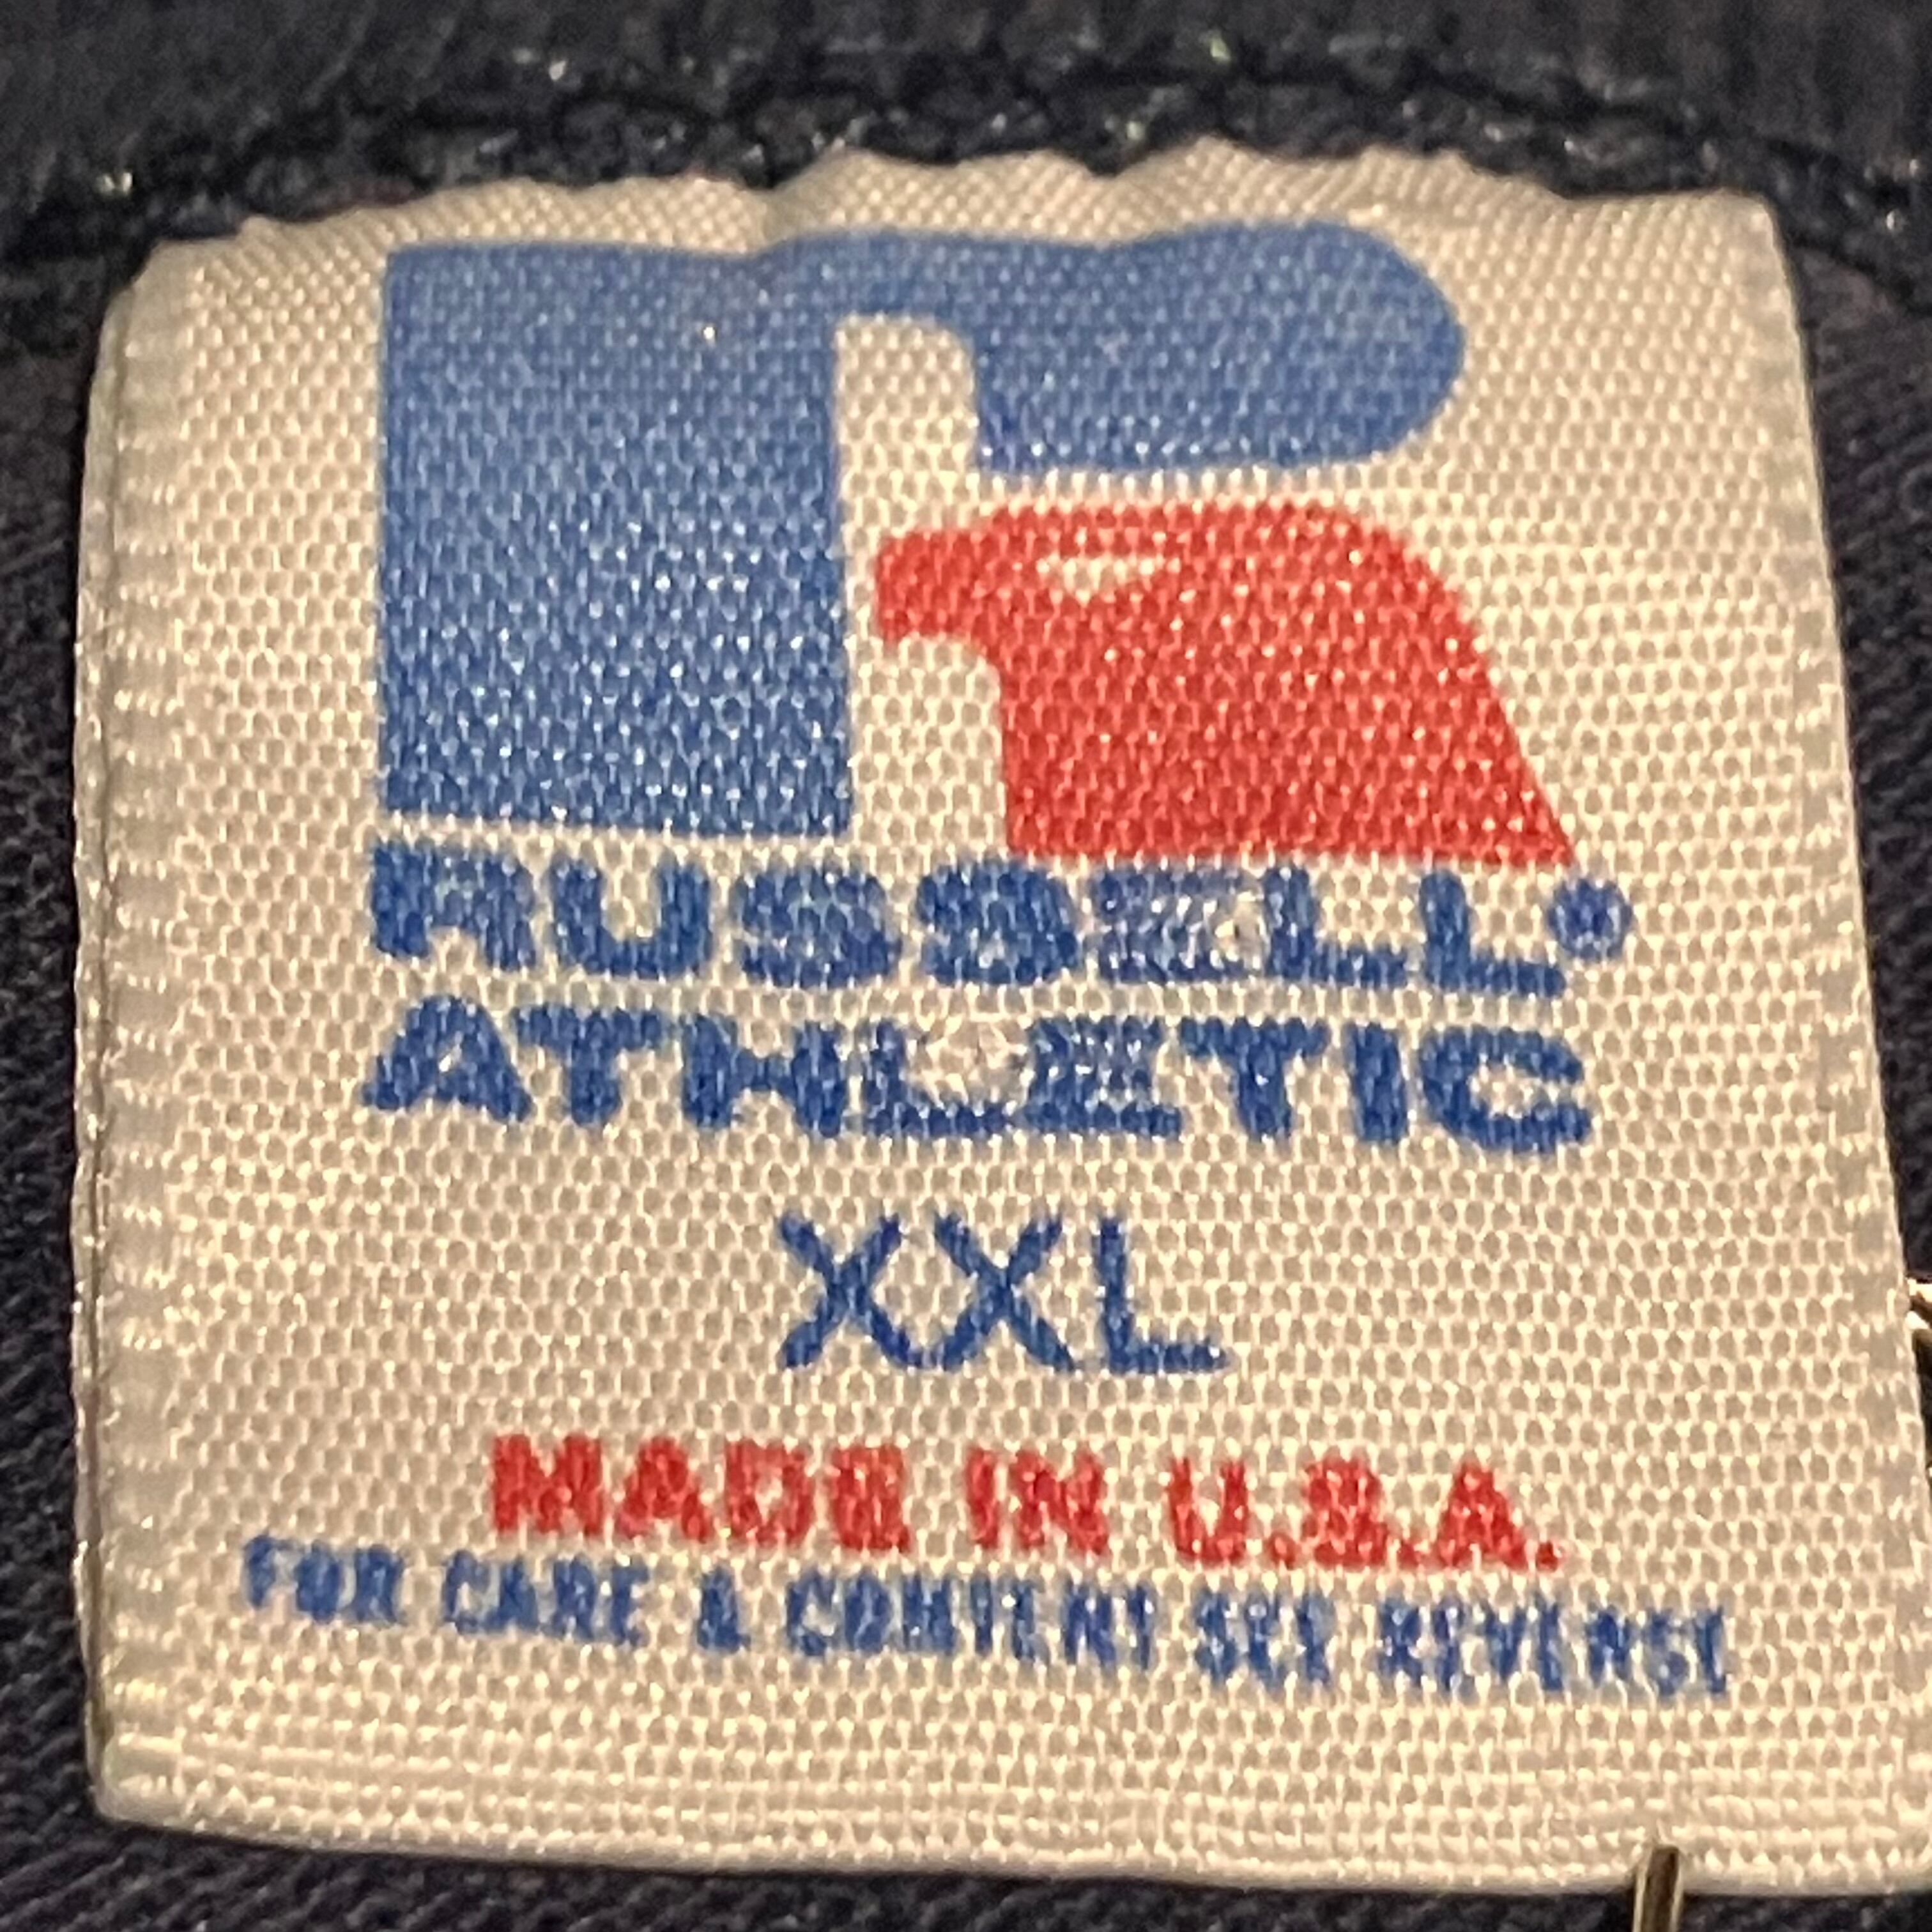 RUSSELL®
ATHLETIC
XXL
MADE IN U.S.A.
FOR CARE & CONTENT SEE REVERSE